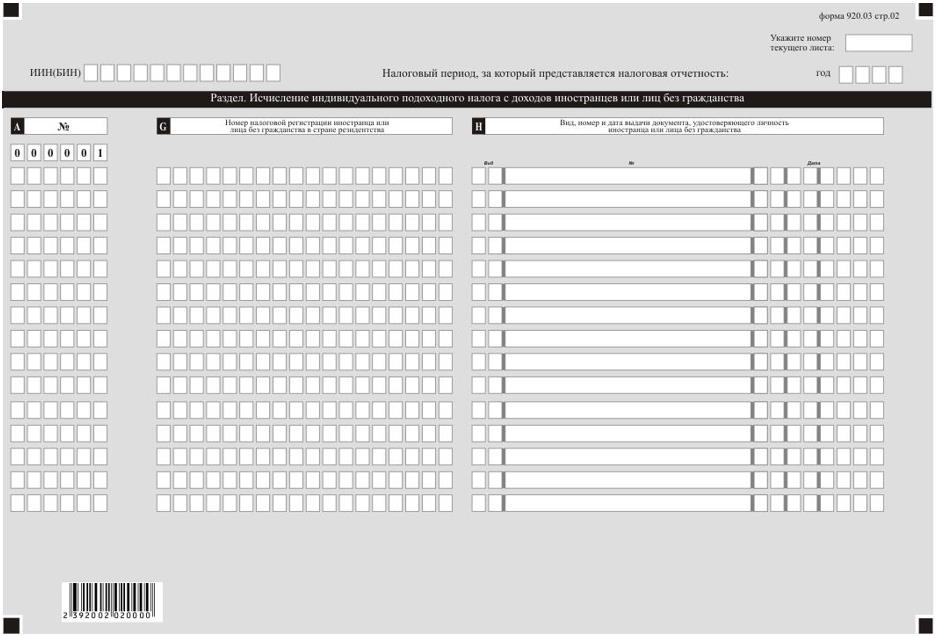 форма 920.03 стр.02
Укажите номер
текущего листа:
ИИН(БИН)
Налоговый период, за который представляется налоговая отчетность:
год
Раздел. Исчисление индивидуального подоходного налога с доходов иностранцев или лиц без гражданства
A №
G Номер налоговой регистрации иностранца или
лица без гражданства в стране резидентства
H Вид, номер и дата выдачи документа, удостоверяющего личность
иностранца или лица без гражданства
0 0 0 0 0 1
Вид № Дата
2 392002 020000